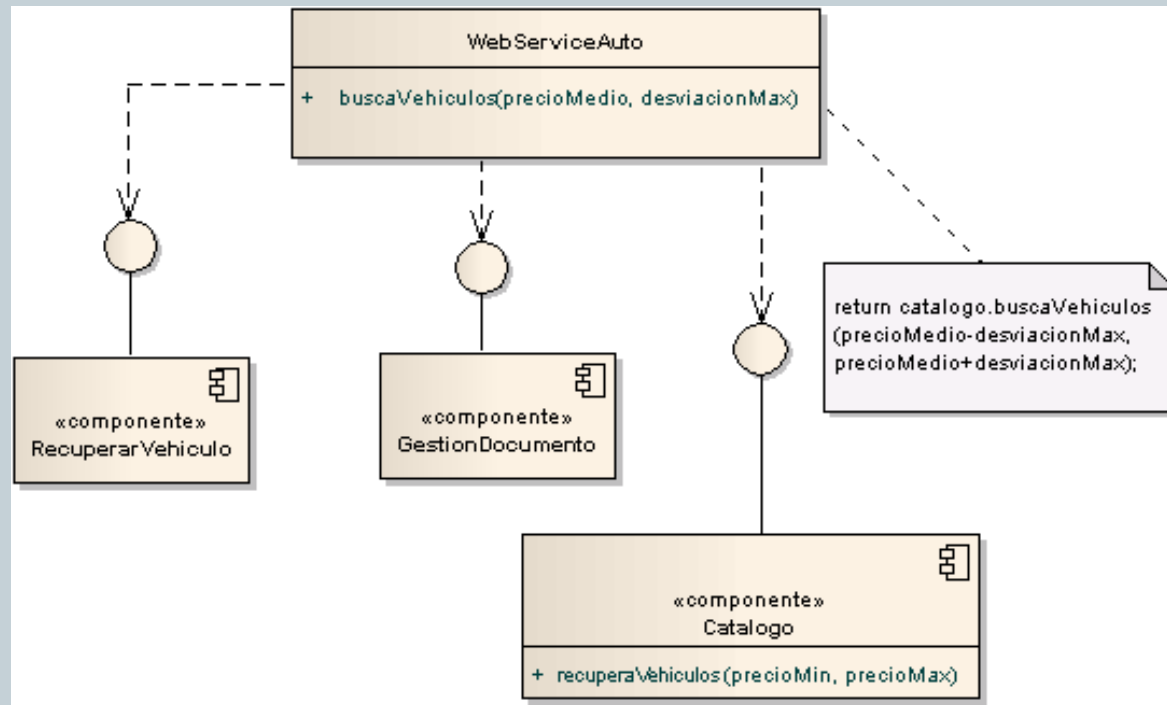 WebServiceAuto
+ buscaVehiculos(precioMedio, desviacionMax)
return catalogo.buscaVehiculos
(precioMedio-desviacionMax,
precioMedio+desviacionMax);
«componente»
RecuperarVehiculo
«componente»
GestionDocumento
«componente»
Catalogo
+ recuperaVehiculos(precioMin, precioMax)